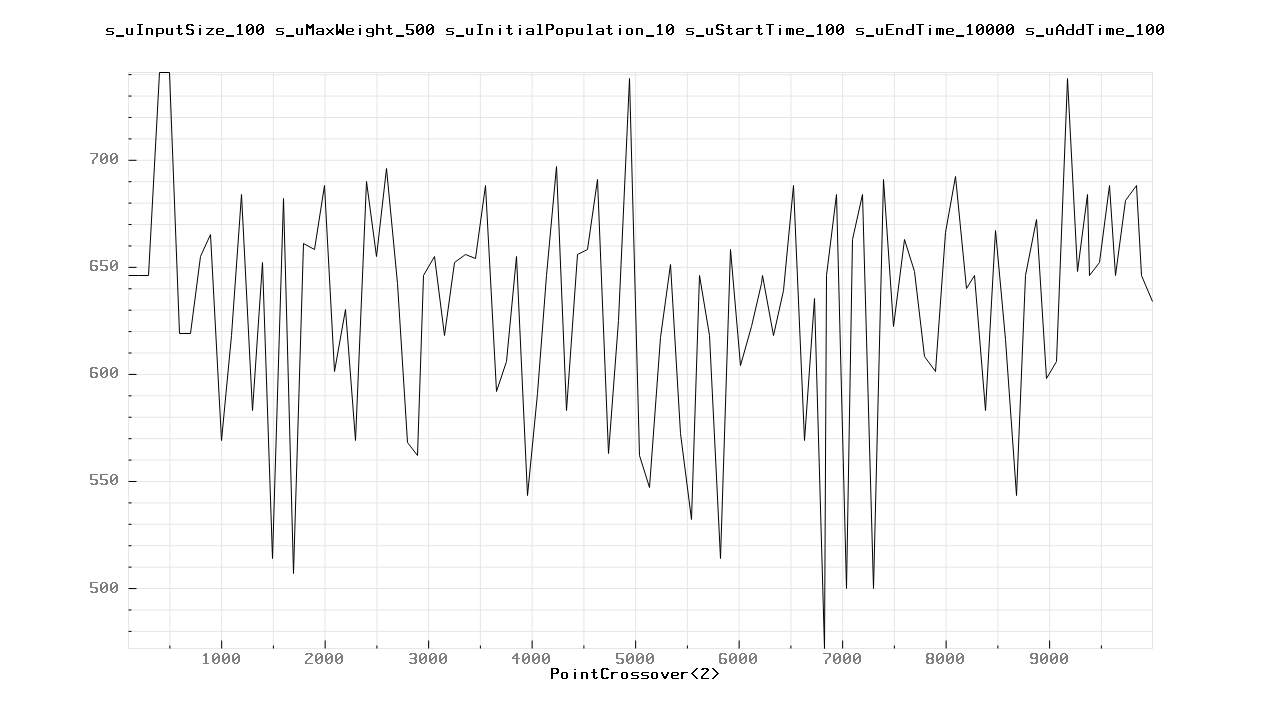 s_uInputSize_100 s_uMaxWeight_500 s_uInitialPopulation_10 s_uStartTime_100 s_uEndTime_10000 s_uAddTime_100
700
650
600
550
500
1000 2000 3000 4000 5000 6000 7000 8000 9000
PointCrossover<2>